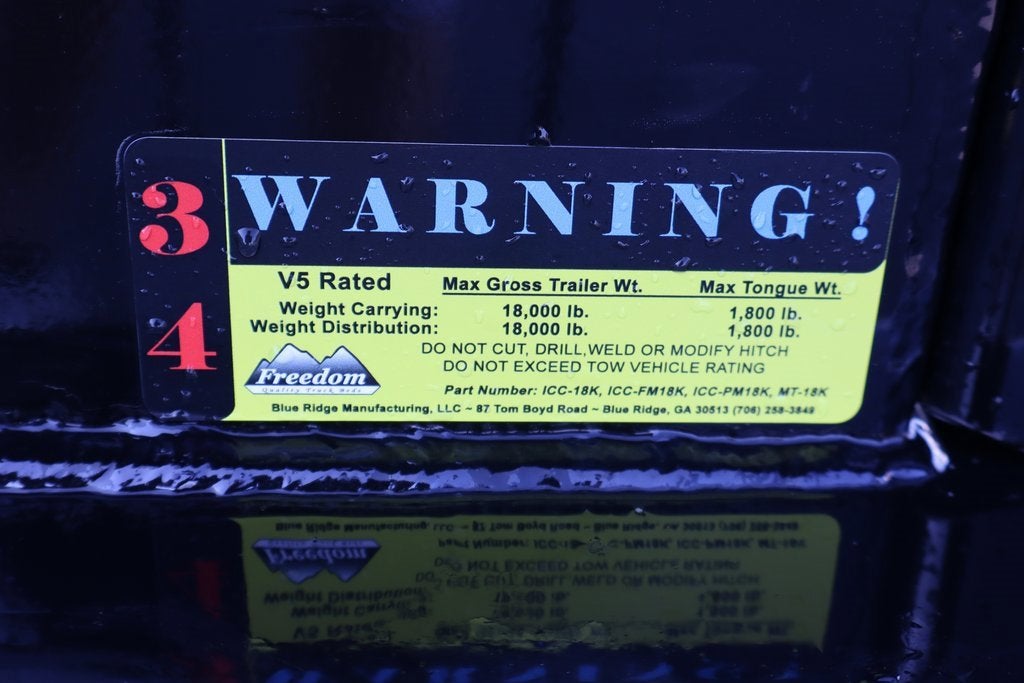 3
4
WARNING!
V5 Rated Max Gross Trailer Wt. Max Tongue Wt.
Weight Carrying: 18,000 lb. 1,800 lb.
Weight Distribution: 18,000 lb. 1,800 lb.
DO NOT CUT, DRILL,WELD OR MODIFY HITCH
DO NOT EXCEED TOW VEHICLE RATING
Freedom
Quality Truck Beds
Part Number: ICC-18K, ICC-FM18K, ICC-PM18K, MT-18K
Blue Ridge Manufacturing, LLC ~ 87 Tom Boyd Road ~ Blue Ridge, GA 30513 (706) 258-3849